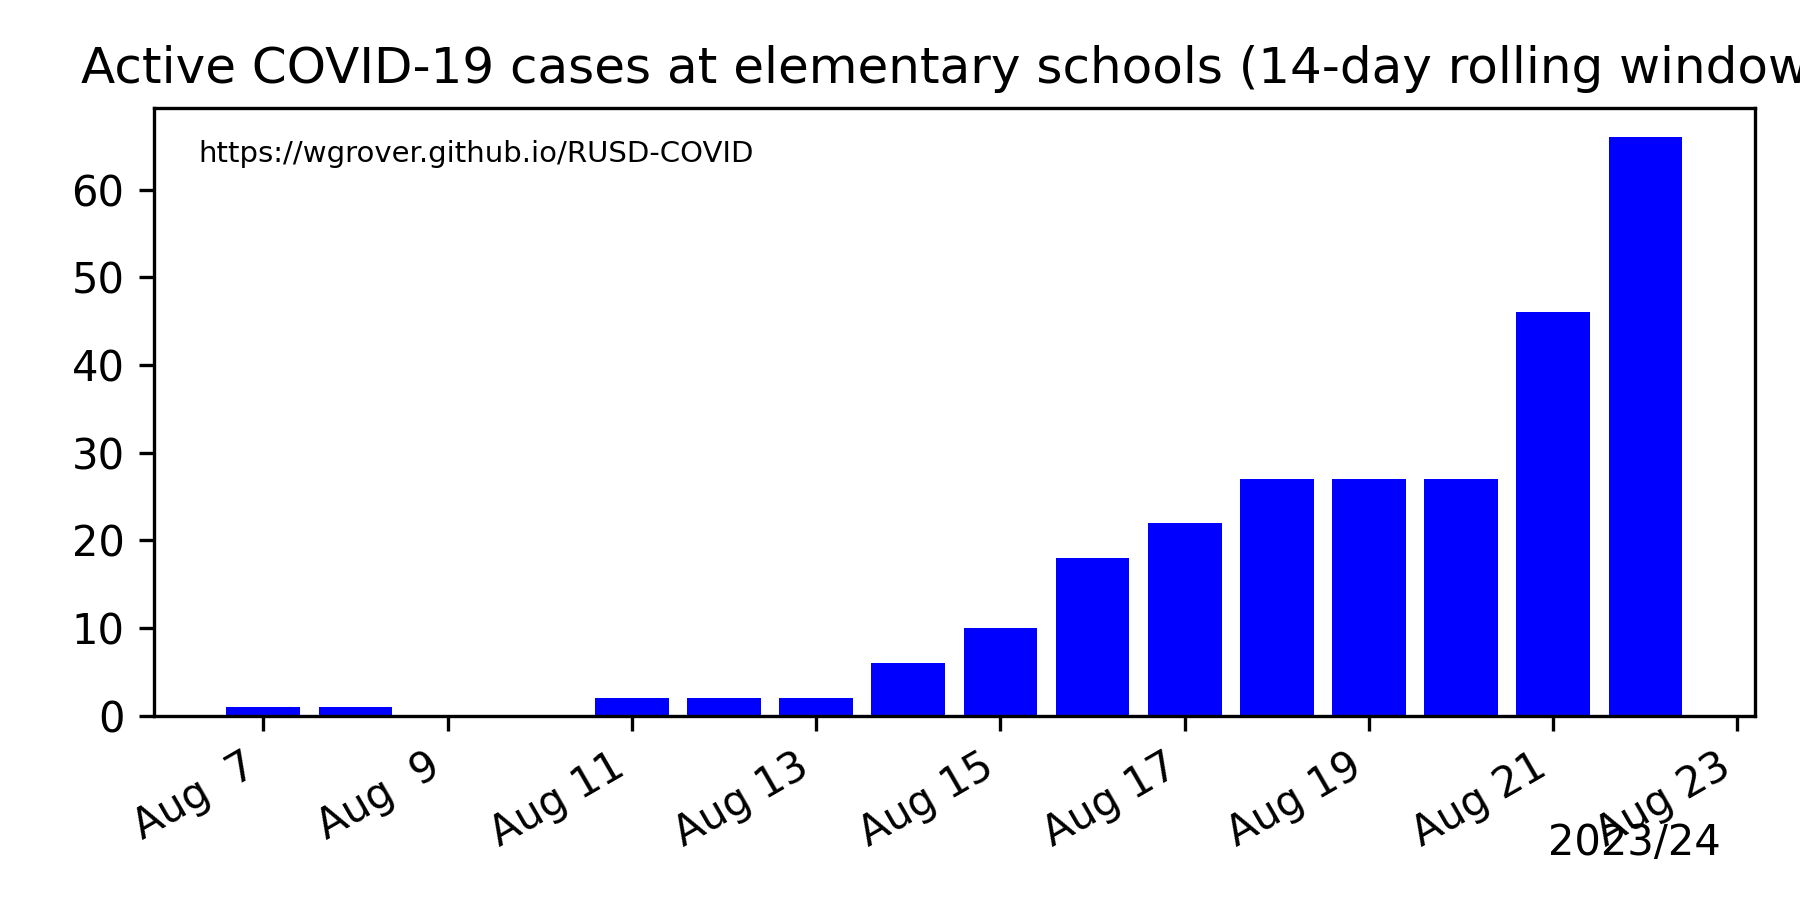 Active COVID-19 cases at elementary schools (14-day rolling window
https://wgrover.github.io/RUSD-COVID
60
50
40
30
20
10
0
Aug 7
Aug 9
Aug 11
Aug 13
Aug 15
Aug 17
Aug 19
Aug 21
Aug 23
2023/24